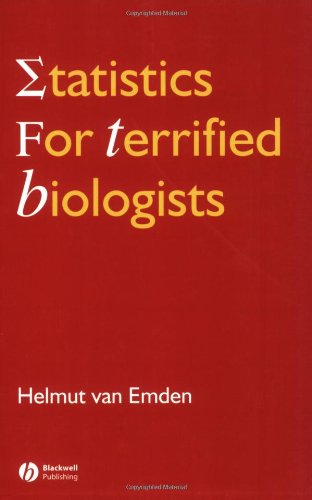 Σtatistics
For terrified
biologists
Helmut van Emden
Blackwell
Publishing